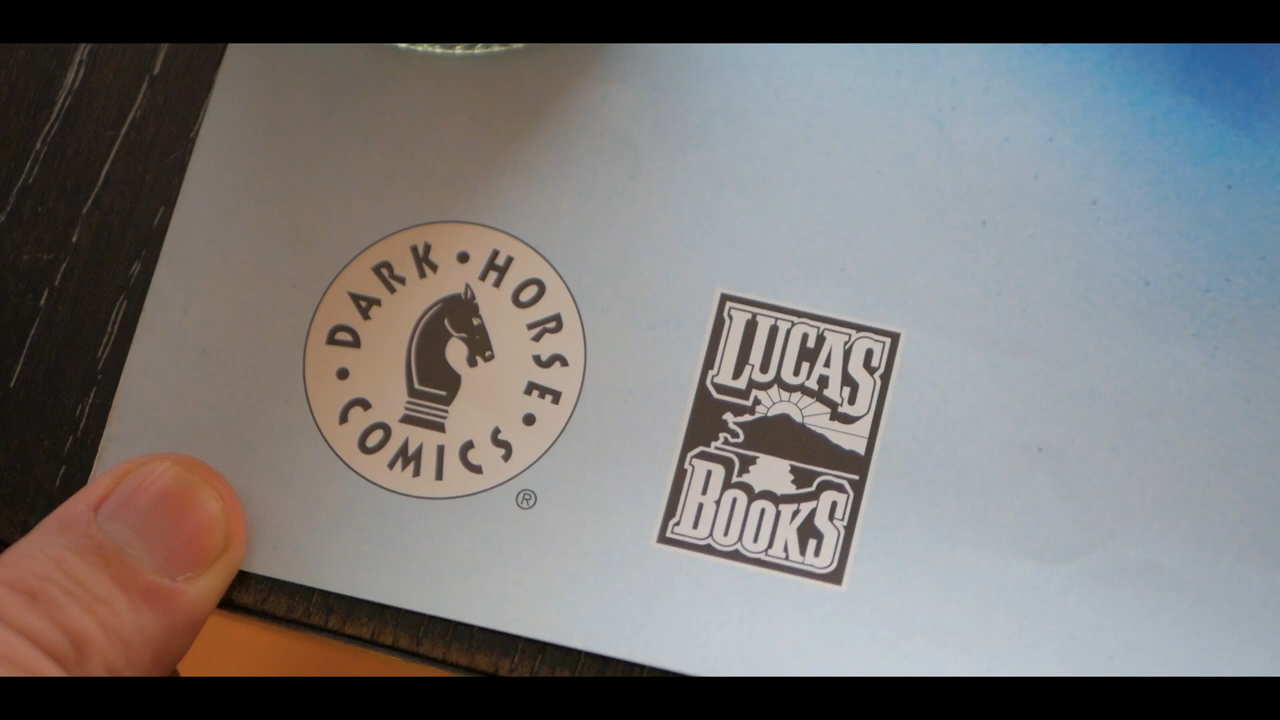 DARK • HORSE • COMICS •
®
LUCAS
BOOKS